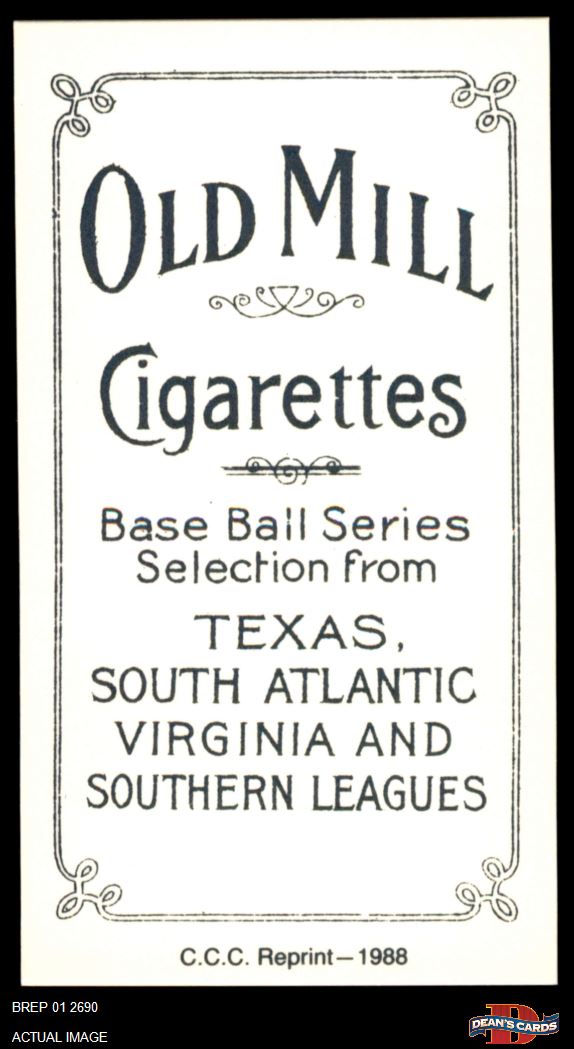 OLD MILL
Cigarettes
Base Ball Series
Selection from
TEXAS,
SOUTH ATLANTIC
VIRGINIA AND
SOUTHERN LEAGUES
C.C.C. Reprint—1988
BREP 01 2690
ACTUAL IMAGE
D
DEAN'S CARDS